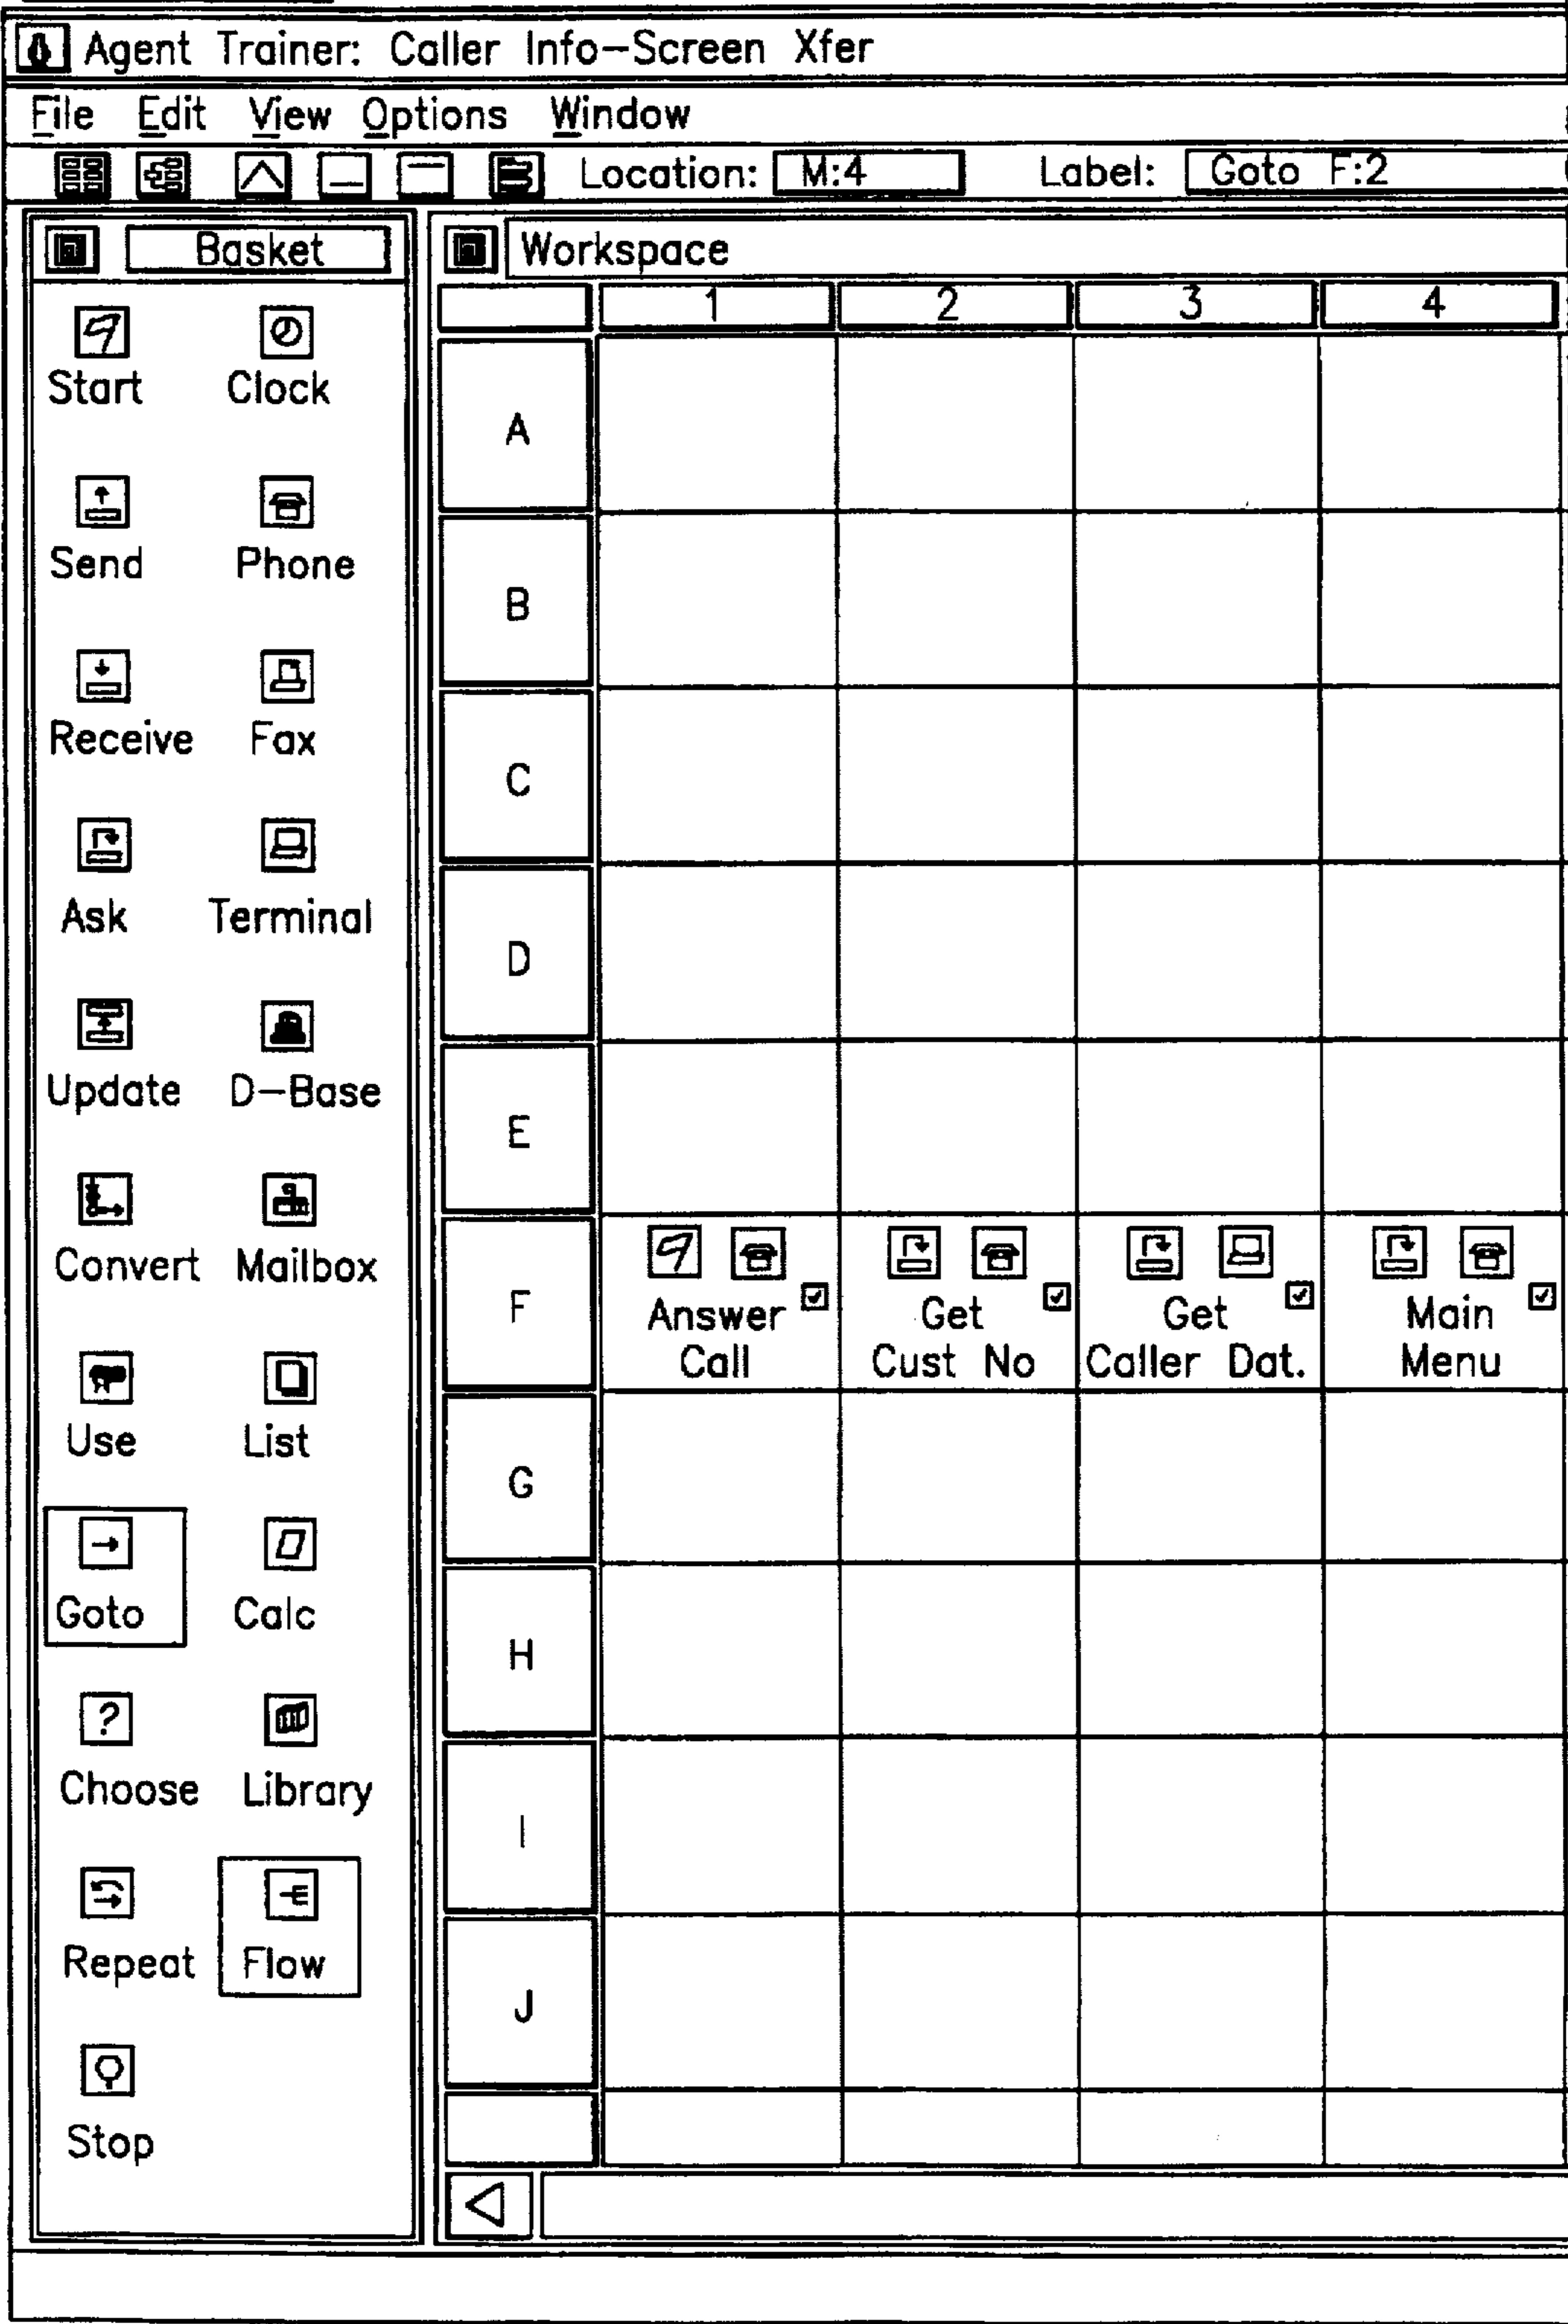 Agent Trainer: Caller Info-Screen Xfer
File Edit View Options Window
Location: M:4 Label: Goto F:2
Basket
Start Clock
Send Phone
Receive Fax
Ask Terminal
Update D-Base
Convert Mailbox
Use List
Goto Calc
? 
Choose Library
Repeat Flow
Stop
Workspace
1 2 3 4
A
B
C
D
E
F
Answer Call
Get Cust No
Get Caller Dat.
Main Menu
G
H
I
J